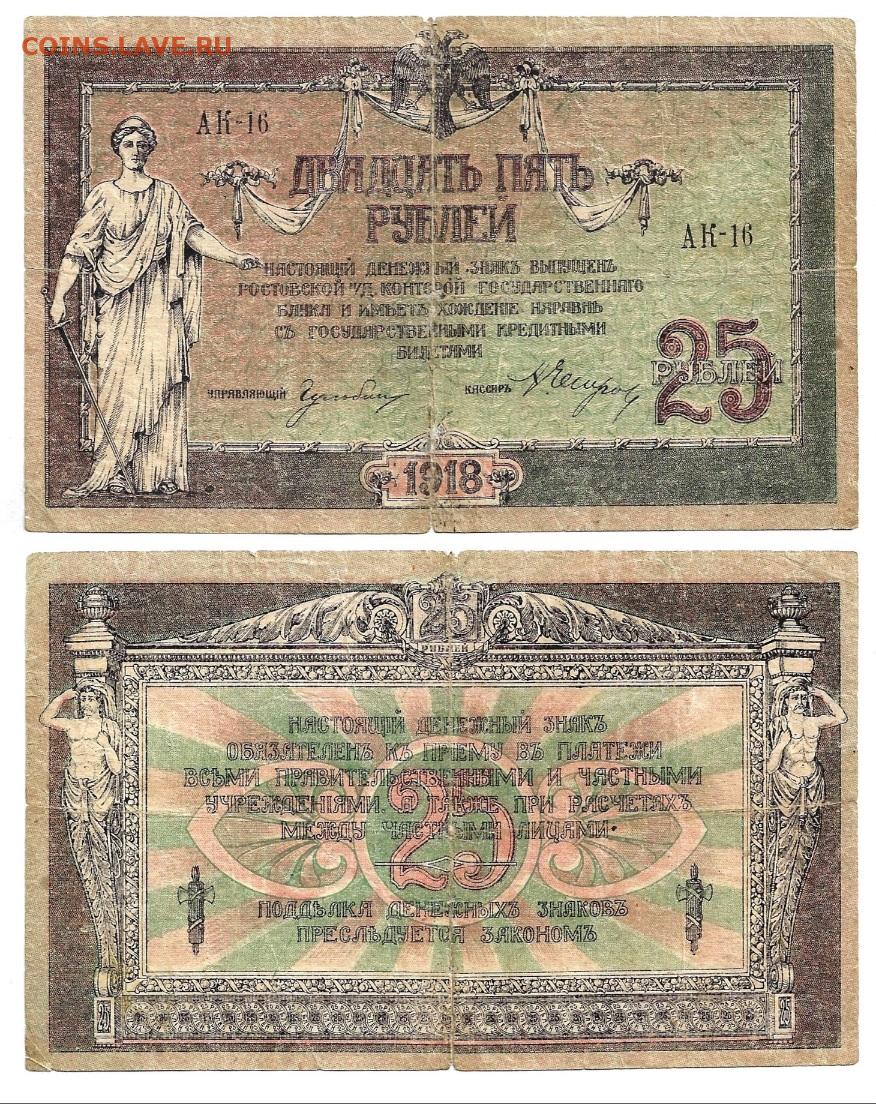 COINS.LAVE.RU
АК-16
ДВАДЦАТЬ ПЯТЬ
РУБЛЕЙ
АК-16
НАСТОЯЩІЙ ДЕНЕЖНЫЙ ЗНАКЪ ВЫПУЩЕНЪ
РОСТОВСКОЙ Н/Д. КОНТОРОЙ ГОСУДАРСТВЕННАГО
БАНКА И ИМѢЕТЪ ХОЖДЕНІЕ НАРАВНѢ
СЪ ГОСУДАРСТВЕННЫМИ КРЕДИТНЫМИ
БИЛЕТАМИ
25
РУБЛЕЙ
УПРАВЛЯЮЩІЙ
КАССИРЪ
1918
25
РУБЛЕЙ
НАСТОЯЩІЙ ДЕНЕЖНЫЙ ЗНАКЪ
ОБЯЗАТЕЛЕНЪ КЪ ПРІЕМУ ВЪ ПЛАТЕЖИ
ВСѢМИ ПРАВИТЕЛЬСТВЕННЫМИ И ЧАСТНЫМИ
УЧРЕЖДЕНІЯМИ, А ТАКЖЕ ПРИ РАСЧЕТАХЪ
МЕЖДУ ЧАСТНЫМИ ЛИЦАМИ.
25
ПОДДѢЛКА ДЕНЕЖНЫХЪ ЗНАКОВЪ
ПРЕСЛѢДУЕТСЯ ЗАКОНОМЪ
25
25